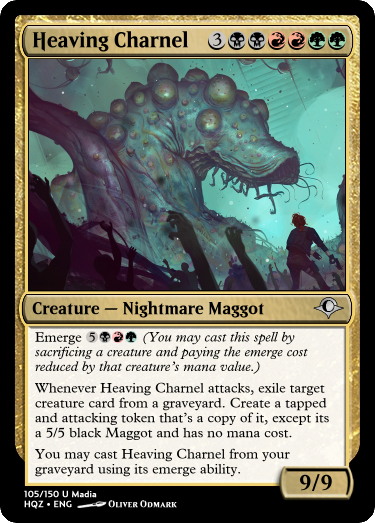 Heaving Charnel 3BBRRGG
Creature — Nightmare Maggot
Emerge 5BRG (You may cast this spell by
sacrificing a creature and paying the emerge cost
reduced by that creature's mana value.)
Whenever Heaving Charnel attacks, exile target
creature card from a graveyard. Create a tapped
and attacking token that's a copy of it, except its
a 5/5 black Maggot and has no mana cost.
You may cast Heaving Charnel from your
graveyard using its emerge ability.
9/9
105/150 U Madia
HQZ • ENG Oliver Odmark